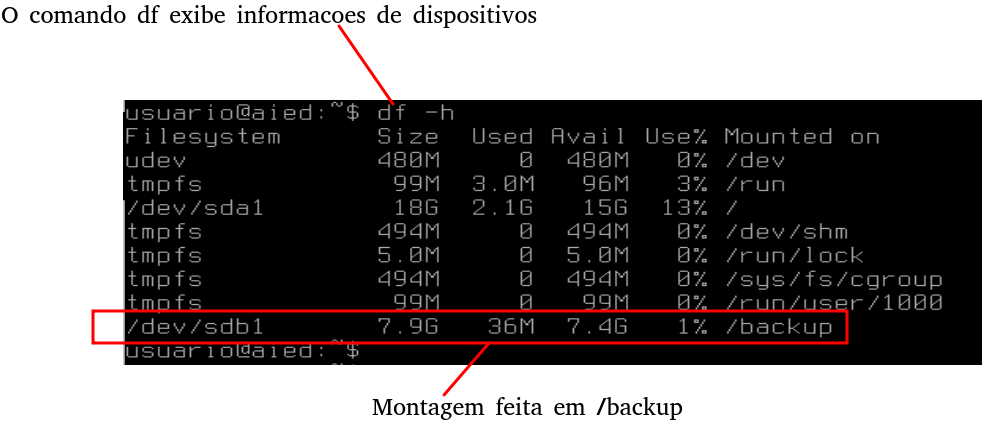 O comando df exibe informacoes de dispositivos
usuario@aied:~$ df -h
Filesystem Size Used Avail Use% Mounted on
udev 480M 0 480M 0% /dev
tmpfs 99M 3.0M 96M 3% /run
/dev/sda1 18G 2.1G 15G 13% /
tmpfs 494M 0 494M 0% /dev/shm
tmpfs 5.0M 0 5.0M 0% /run/lock
tmpfs 494M 0 494M 0% /sys/fs/cgroup
tmpfs 99M 0 99M 0% /run/user/1000
/dev/sdb1 7.9G 36M 7.4G 1% /backup
usuario@aied:~$
Montagem feita em /backup